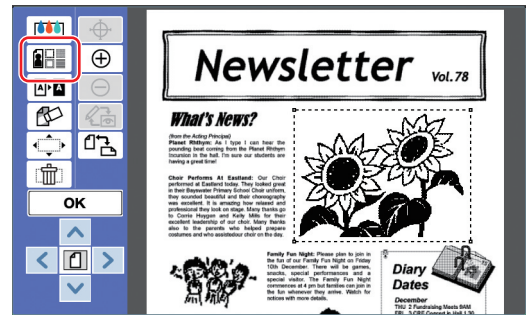 Newsletter Vol. 78
What's News?
(from the Acting Principal)
Planet Rhthym: As I type I can hear the
pounding beat coming from the Planet Rhythm
Incursion in the hall. I'm sure our students are
having a great time!
Choir Performs At Eastland: Our Choir
performed at Eastland today. They looked great
in their Bayswater Primary School Choir uniform,
they sounded beautiful and their choreography
was excellent. It is amazing how relaxed and
professional they look on stage. Many thanks go
to Corrie Huygen and Kelly Mills for their
excellent leadership of our choir. Many thanks
also to the parents who helped prepare
costumes and who assistedour choir on the day.
OK
Family Fun Night: Please plan to join in
the fun of our Family Fun Night on Friday
10th December. There will be games,
snacks, special performances and a
special visitor. The Family Fun Night
commences at 4 pm but families can join in
the fun whenever they arrive. Watch for
notices with more details.
Diary
Dates
December
THU 2 Fundraising Meets 9AM